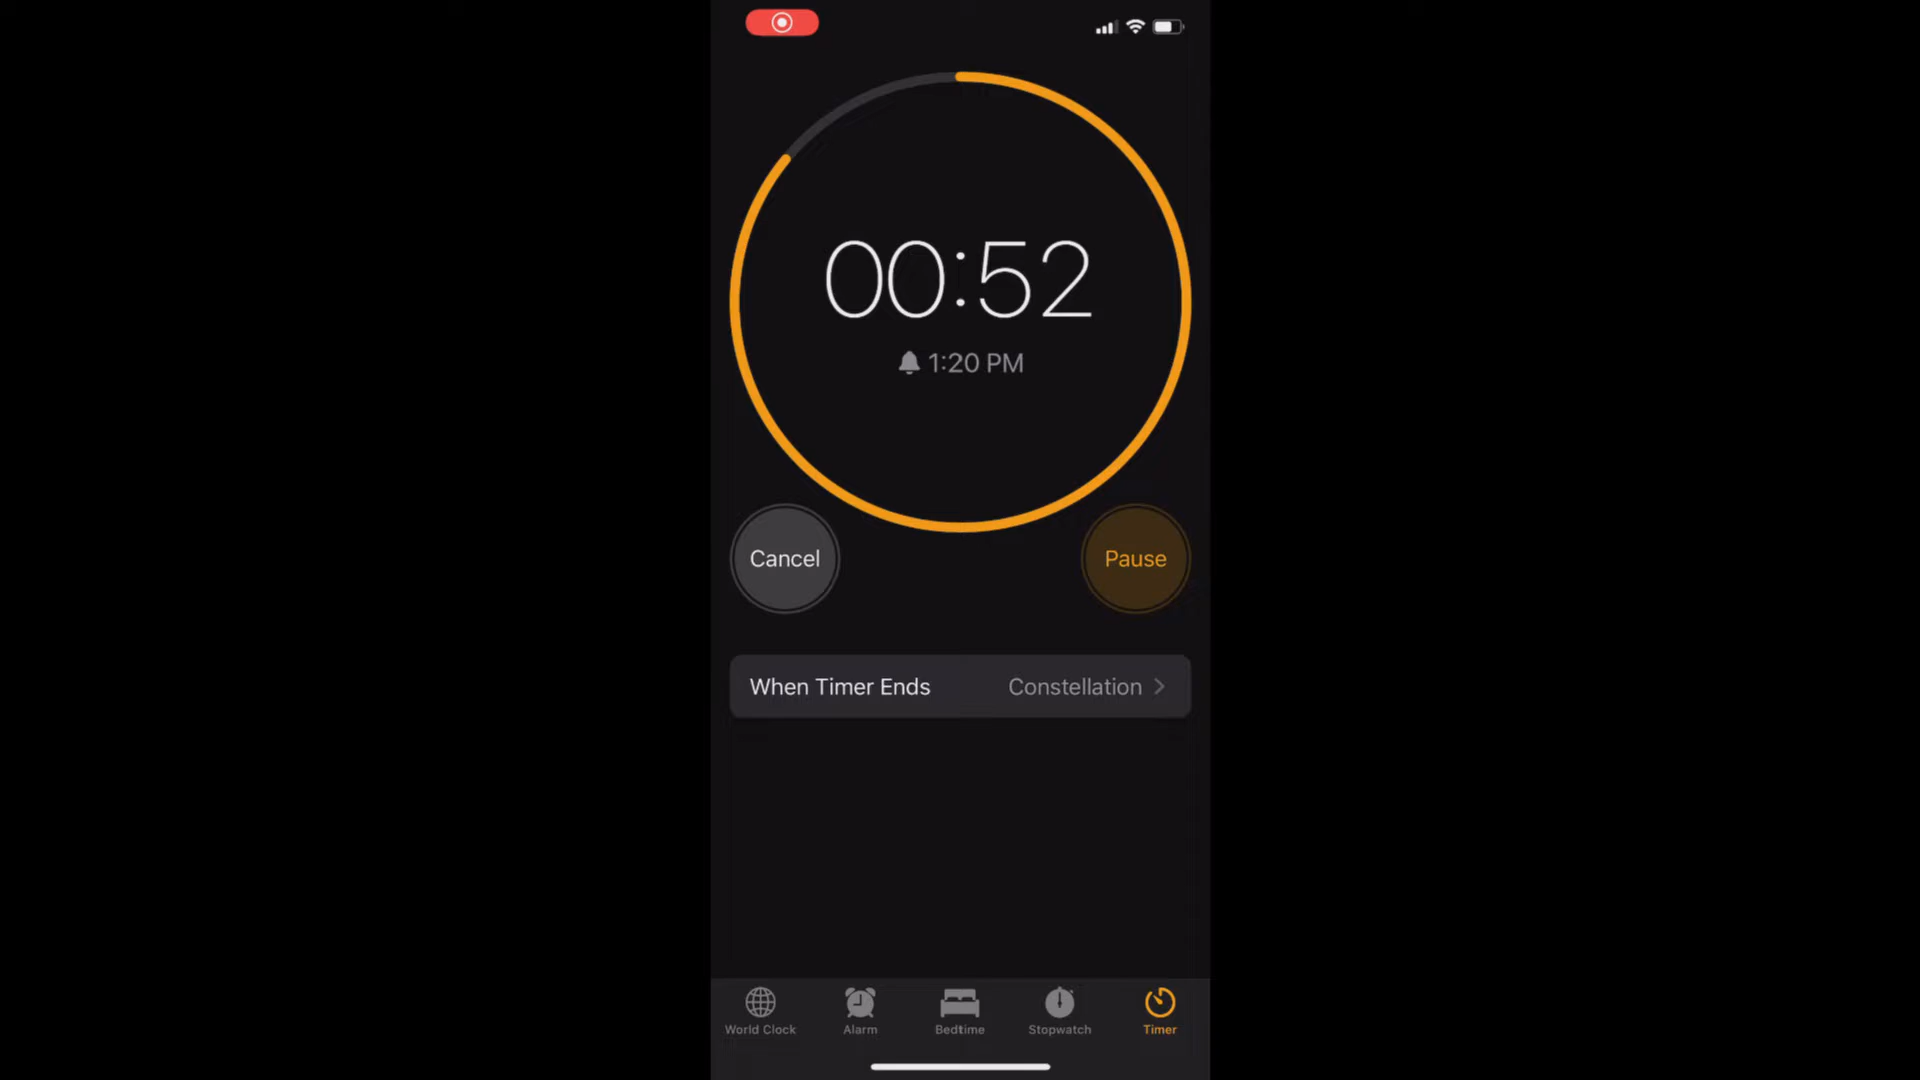 00:52
1:20 PM
Cancel
Pause
When Timer Ends
Constellation
World Clock
Alarm
Bedtime
Stopwatch
Timer